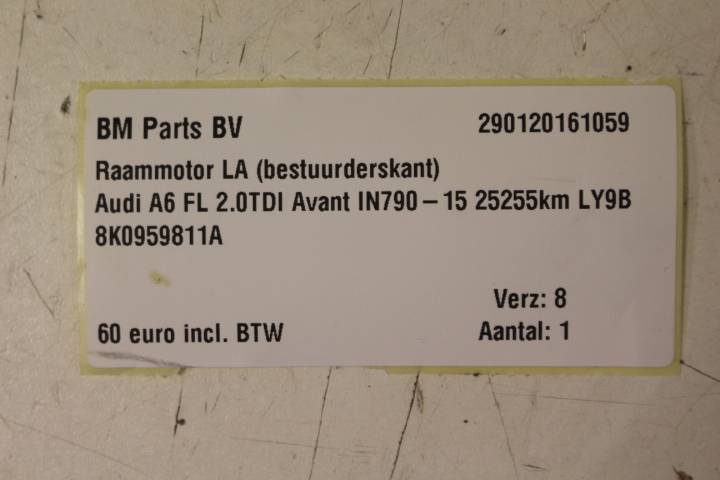 BM Parts BV 290120161059
Raammotor LA (bestuurderskant)
Audi A6 FL 2.0TDI Avant IN790 – 15 25255km LY9B
8K0959811A
Verz: 8
60 euro incl. BTW Aantal: 1